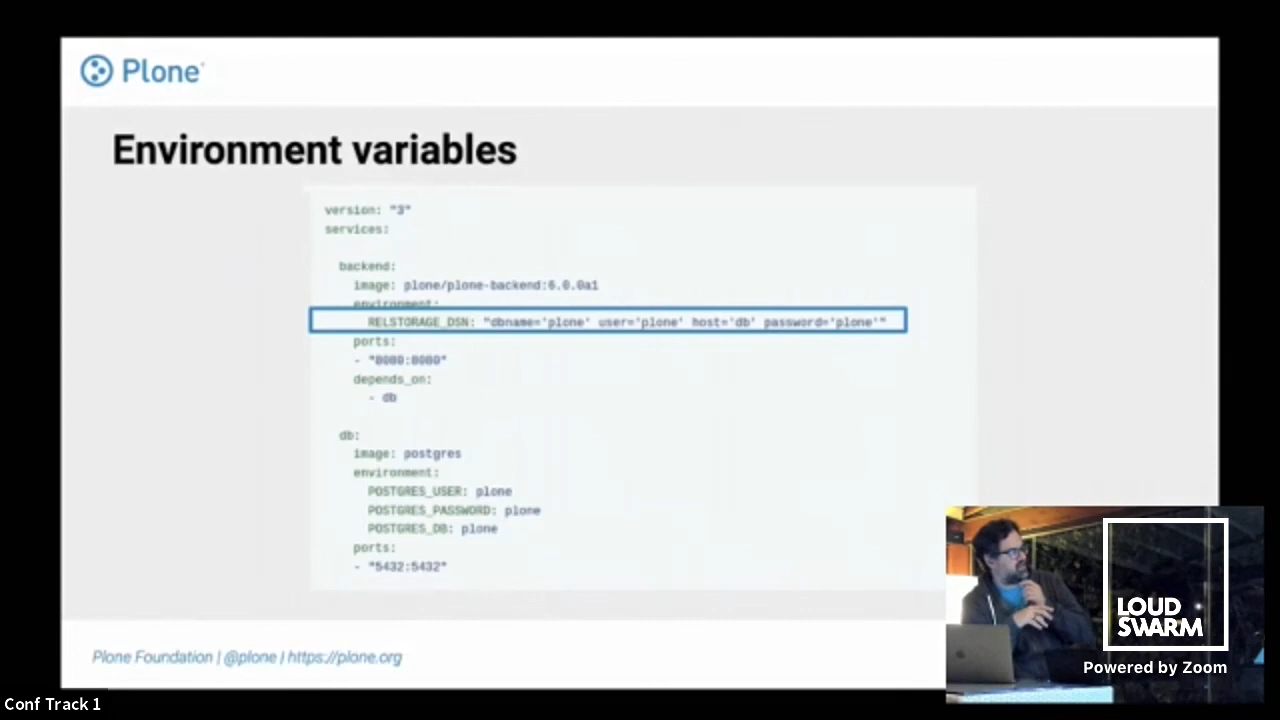 Plone
Environment variables
version: "3"
services:
backend:
image: plone/plone-backend:6.0.0a1
environment:
RELSTORAGE_DSN: "dbname='plone' user='plone' host='db' password='plone'"
ports:
- "8080:8080"
depends_on:
- db
db:
image: postgres
environment:
POSTGRES_USER: plone
POSTGRES_PASSWORD: plone
POSTGRES_DB: plone
ports:
- "5432:5432"
Plone Foundation | @plone | https://plone.org
LOUD
SWARM
Powered by Zoom
Conf Track 1